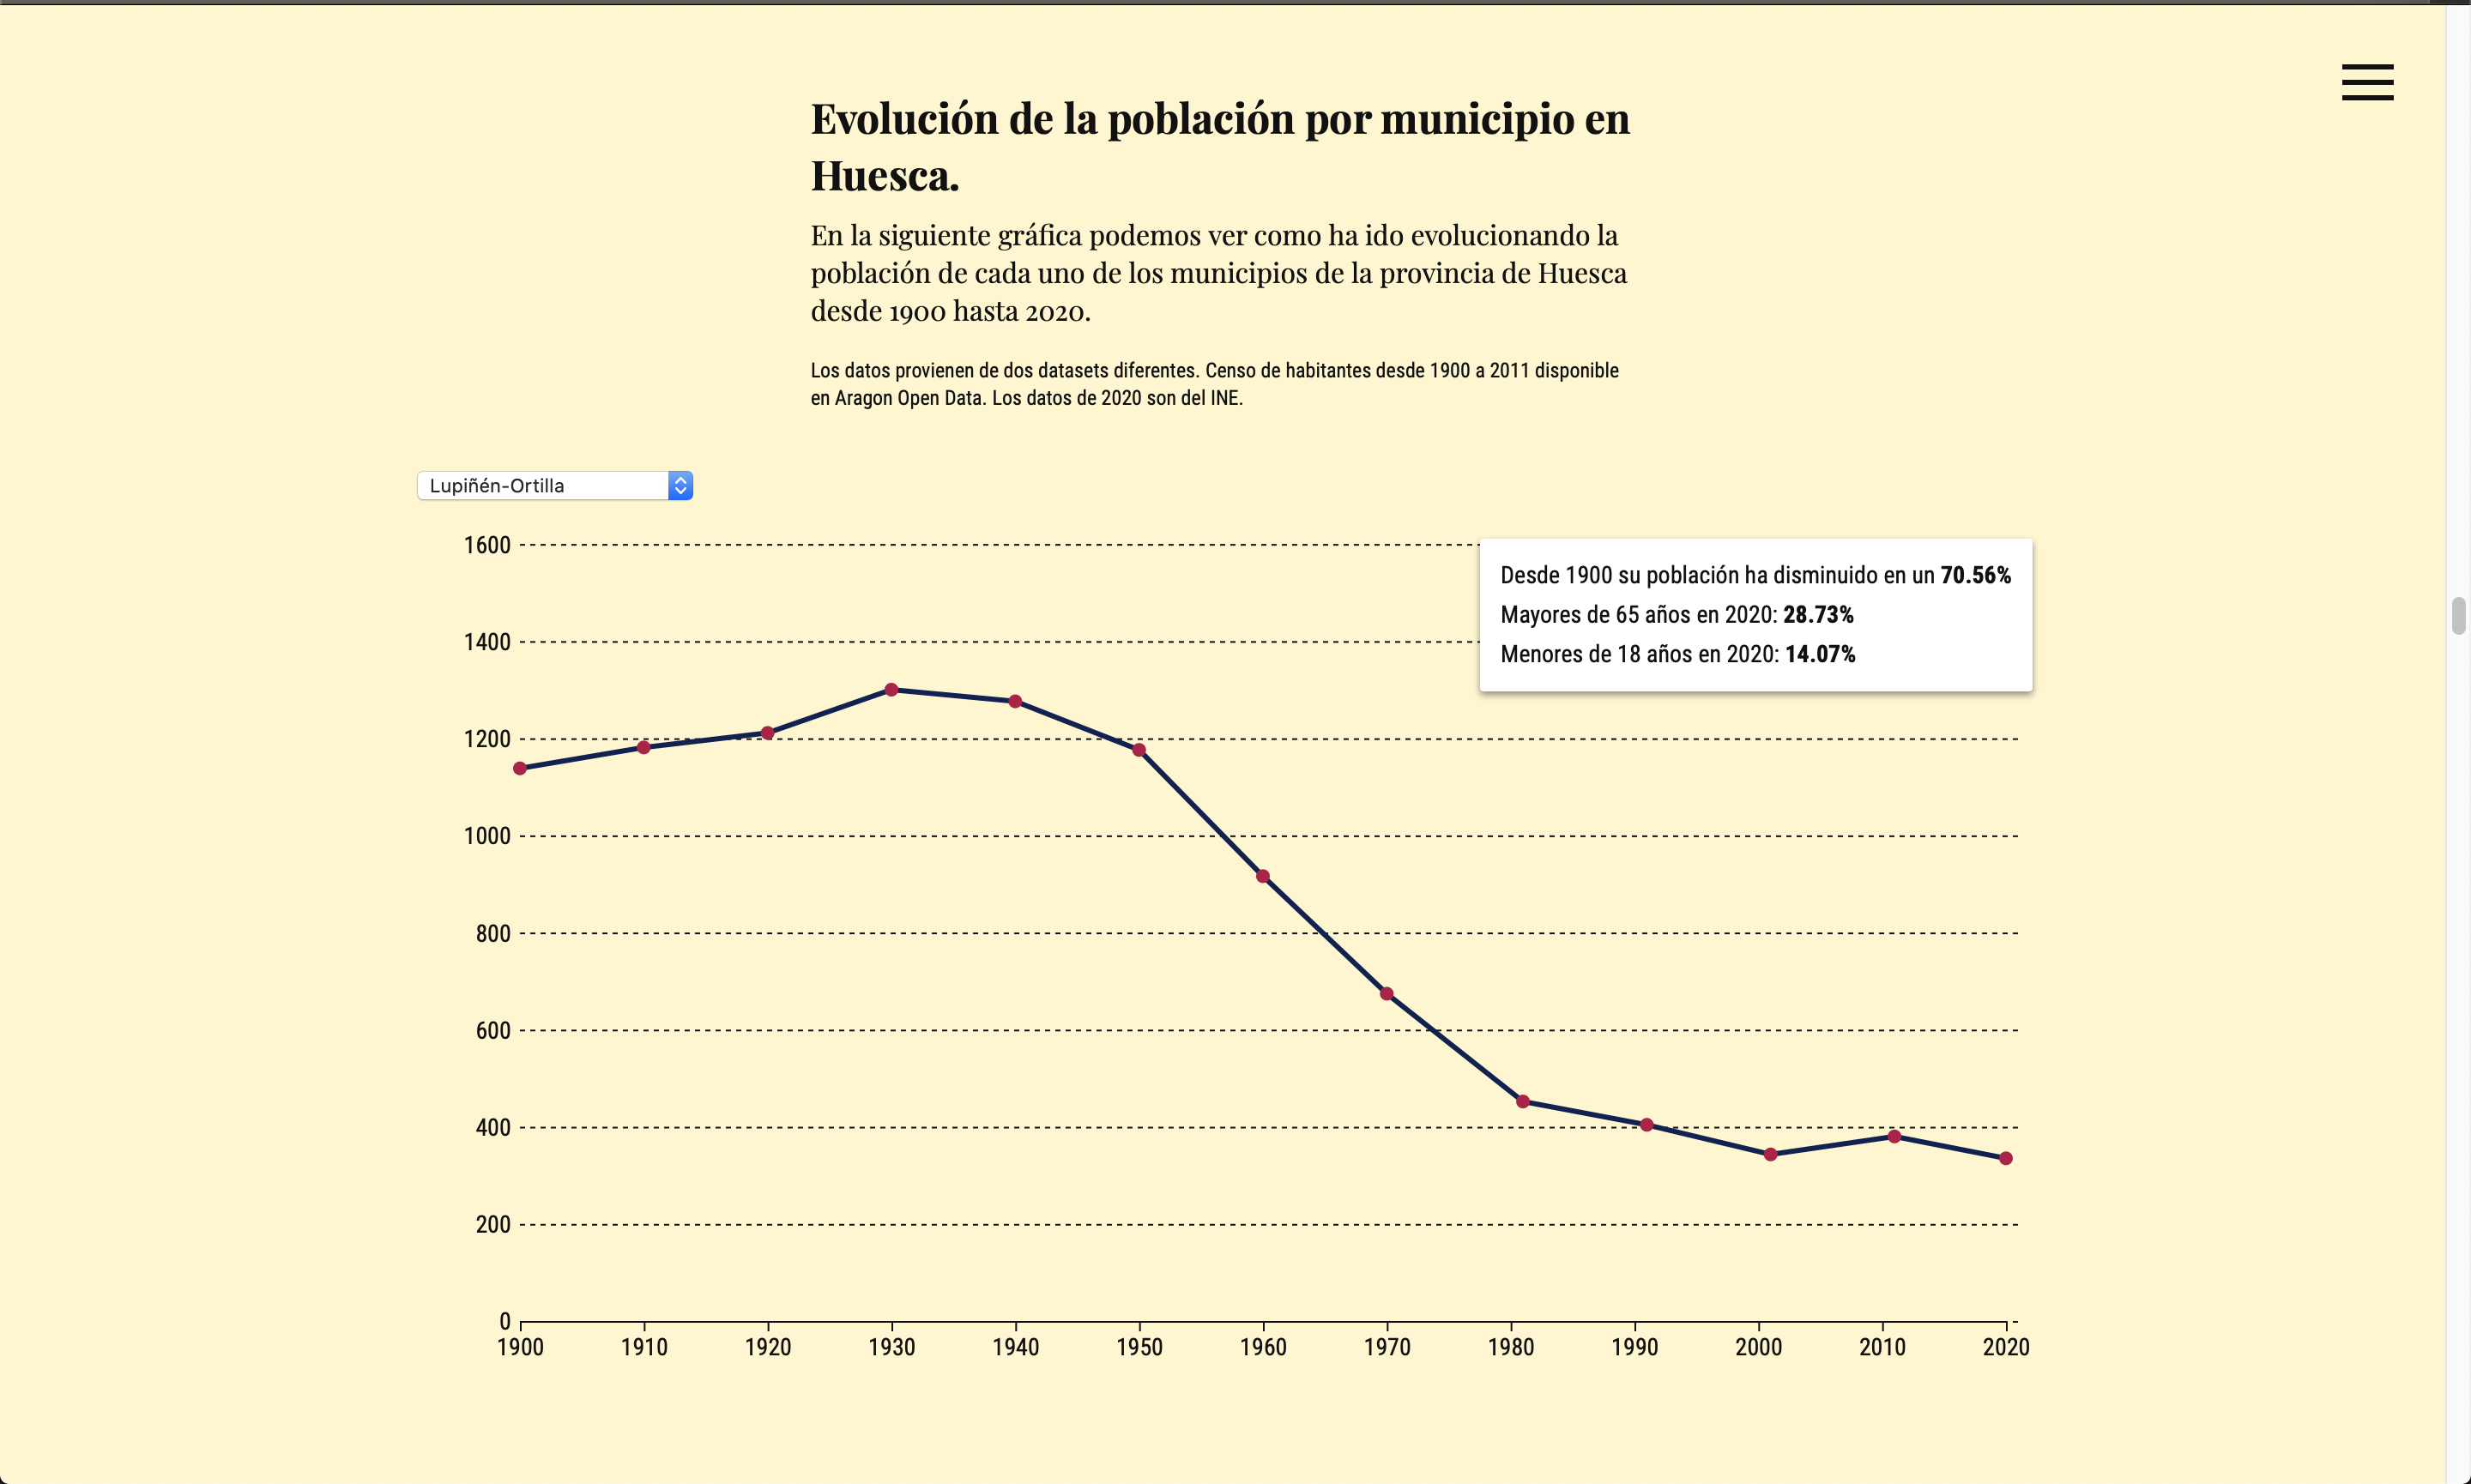 Evolución de la población por municipio en
Huesca.
En la siguiente gráfica podemos ver como ha ido evolucionando la
población de cada uno de los municipios de la provincia de Huesca
desde 1900 hasta 2020.
Los datos provienen de dos datasets diferentes. Censo de habitantes desde 1900 a 2011 disponible
en Aragon Open Data. Los datos de 2020 son del INE.
Lupiñén-Ortilla
Desde 1900 su población ha disminuido en un 70.56%
Mayores de 65 años en 2020: 28.73%
Menores de 18 años en 2020: 14.07%
1600
1400
1200
1000
800
600
400
200
0
1900 1910 1920 1930 1940 1950 1960 1970 1980 1990 2000 2010 2020